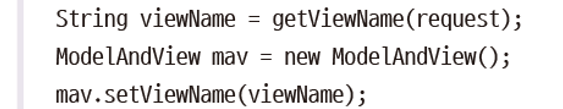 String viewName = getViewName(request);
ModelAndView mav = new ModelAndView();
mav.setViewName(viewName);